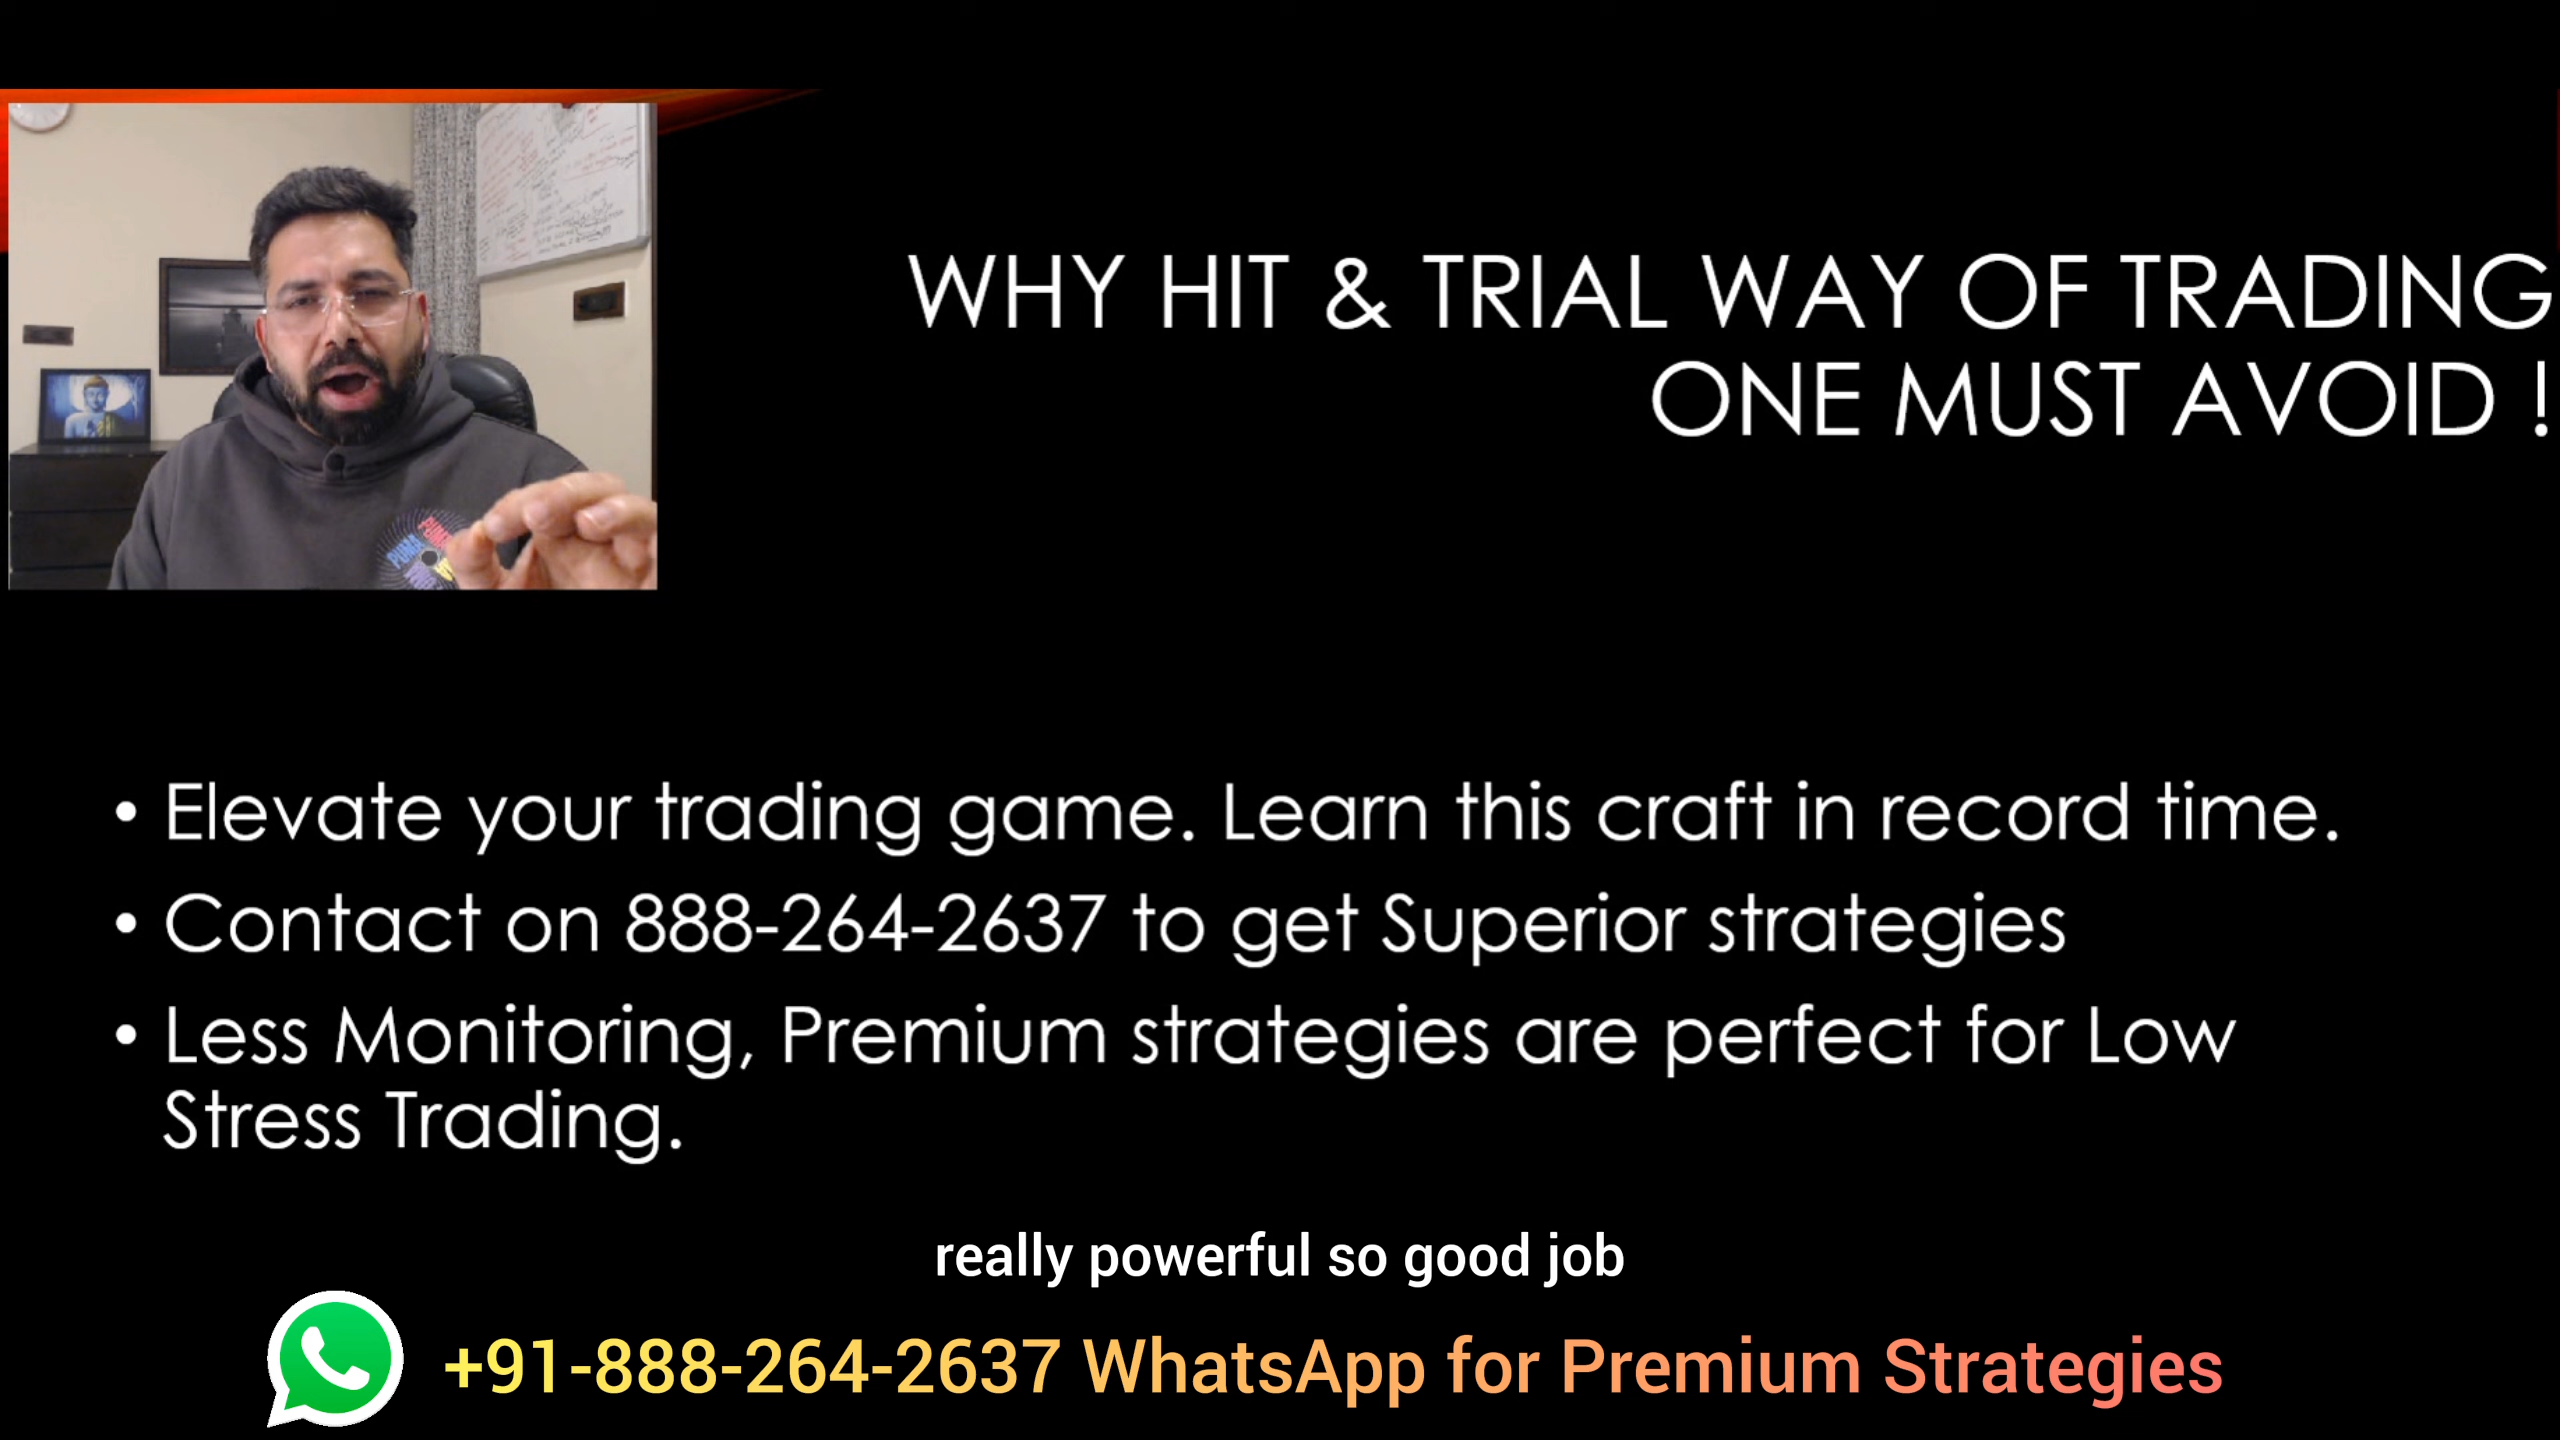 WHY HIT & TRIAL WAY OF TRADING
ONE MUST AVOID !
PUMA
• Elevate your trading game. Learn this craft in record time.
• Contact on 888-264-2637 to get Superior strategies
• Less Monitoring, Premium strategies are perfect for Low
Stress Trading.
really powerful so good job
+91-888-264-2637 WhatsApp for Premium Strategies